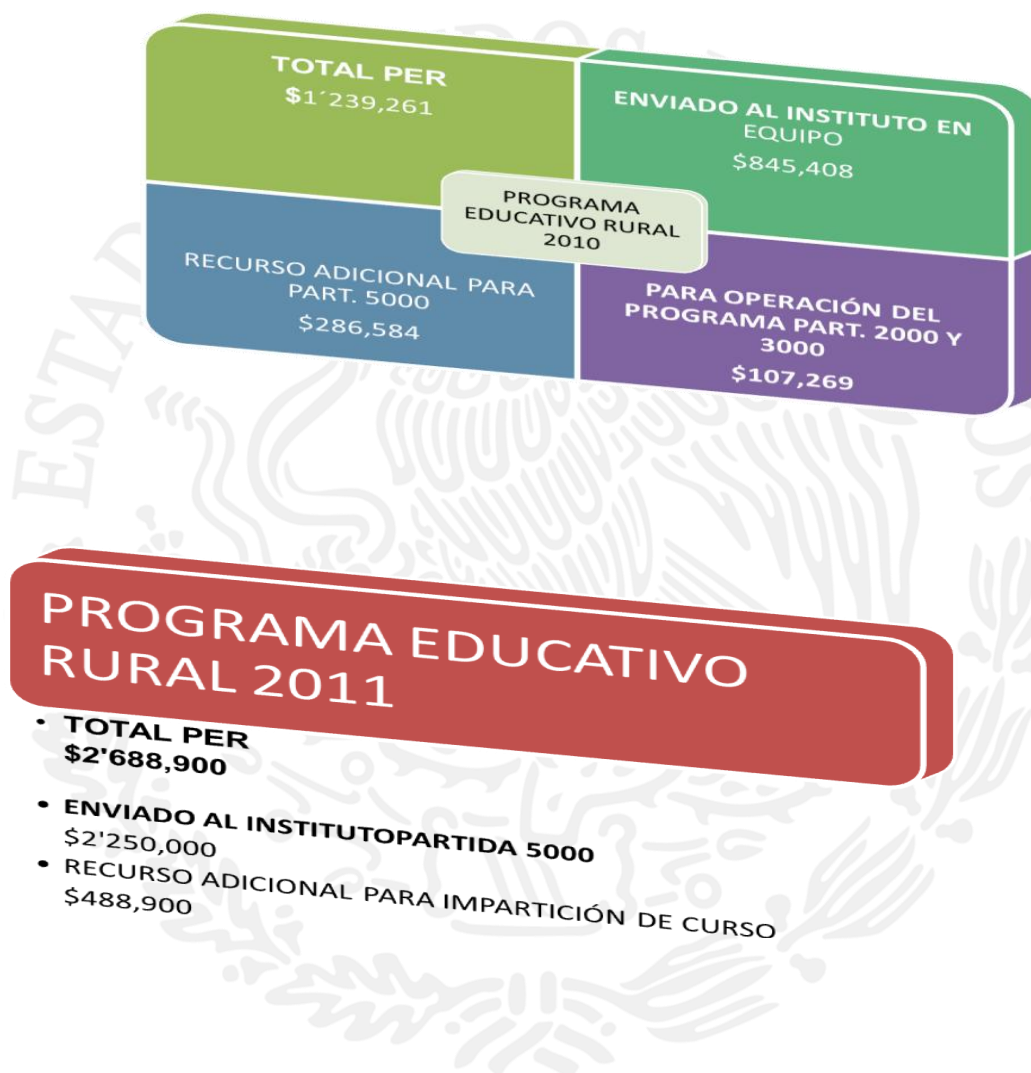 TOTAL PER
$1´239,261
ENVIADO AL INSTITUTO EN
EQUIPO
$845,408
PROGRAMA
EDUCATIVO RURAL
2010
RECURSO ADICIONAL PARA
PART. 5000
$286,584
PARA OPERACIÓN DEL
PROGRAMA PART. 2000 Y
3000
$107,269
PROGRAMA EDUCATIVO
RURAL 2011
• TOTAL PER
$2'688,900
• ENVIADO AL INSTITUTOPARTIDA 5000
$2'250,000
• RECURSO ADICIONAL PARA IMPARTICIÓN DE CURSO
$488,900